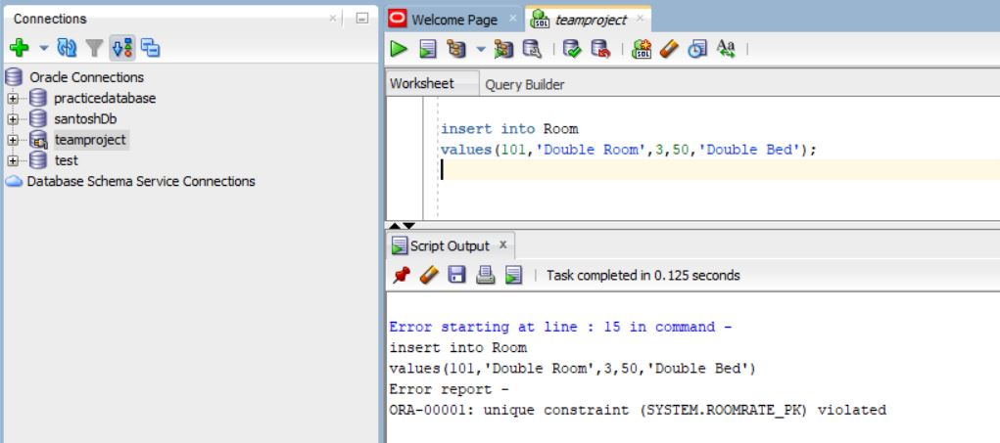 Connections
Welcome Page
teamproject
Oracle Connections
practicedatabase
santoshDb
teamproject
test
Database Schema Service Connections
Worksheet
Query Builder
insert into Room
values(101,'Double Room',3,50,'Double Bed');
Script Output
Task completed in 0.125 seconds
Error starting at line : 15 in command -
insert into Room
values(101,'Double Room',3,50,'Double Bed')
Error report -
ORA-00001: unique constraint (SYSTEM.ROOMRATE_PK) violated